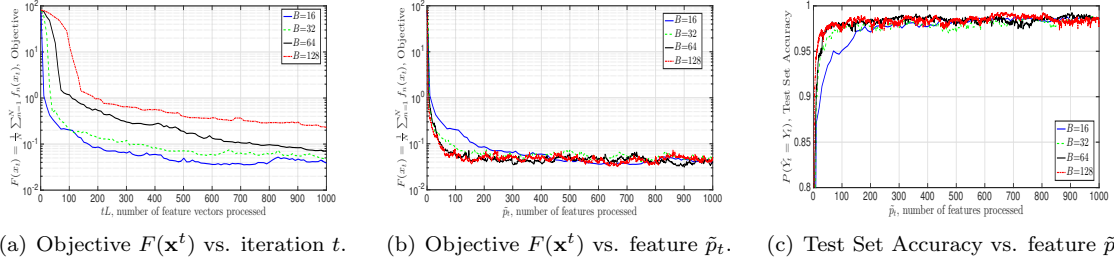 F(x_t) = \frac{1}{N} \sum_{n=1}^{N} f_n(x_t), Objective
10^2
10^1
10^0
10^{-1}
10^{-2}
0 100 200 300 400 500 600 700 800 900 1000
tL, number of feature vectors processed
B=16
B=32
B=64
B=128
(a) Objective F(x^t) vs. iteration t.
F(x_t) = \frac{1}{N} \sum_{n=1}^{N} f_n(x_t), Objective
10^2
10^1
10^0
10^{-1}
10^{-2}
0 100 200 300 400 500 600 700 800 900 1000
p̃_t, number of features processed
B=16
B=32
B=64
B=128
(b) Objective F(x^t) vs. feature p̃_t.
P(Ŷ_i = Y_i), Test Set Accuracy
1
0.95
0.9
0.85
0.8
0 100 200 300 400 500 600 700 800 900 1000
p̃_t, number of features processed
B=16
B=32
B=64
B=128
(c) Test Set Accuracy vs. feature p̃